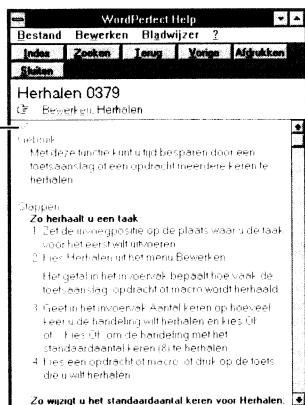 WordPerfect Help
Bestand Bewerken Bladwijzer ?
Index Zoeken Terug Vorige Afdrukken
Sluiten
Herhalen 0379
Bewerken, Herhalen
Gebruik
Met deze functie kunt u tijd besparen door een
toetsaanslag of een opdracht meerdere keren te
herhalen
Stappen
Zo herhaalt u een taak
1 Zet de invoegpositie op de plaats waar u de taak
voor het eerst wilt uitvoeren
2 Kies Herhalen uit het menu Bewerken
Het getal in het invoervak bepaalt hoe vaak de
toetsaanslag, opdracht of macro wordt herhaald
3 Geef in het invoervak Aantal keren op hoeveel
keer u de handeling wilt herhalen en kies OK
of Kies OK om de handeling met het
standaardaantal keren (8) te herhalen
4 Kies een opdracht of macro of druk op de toets
die u wilt herhalen
Zo wijzigt u het standaardaantal keren voor Herhalen: